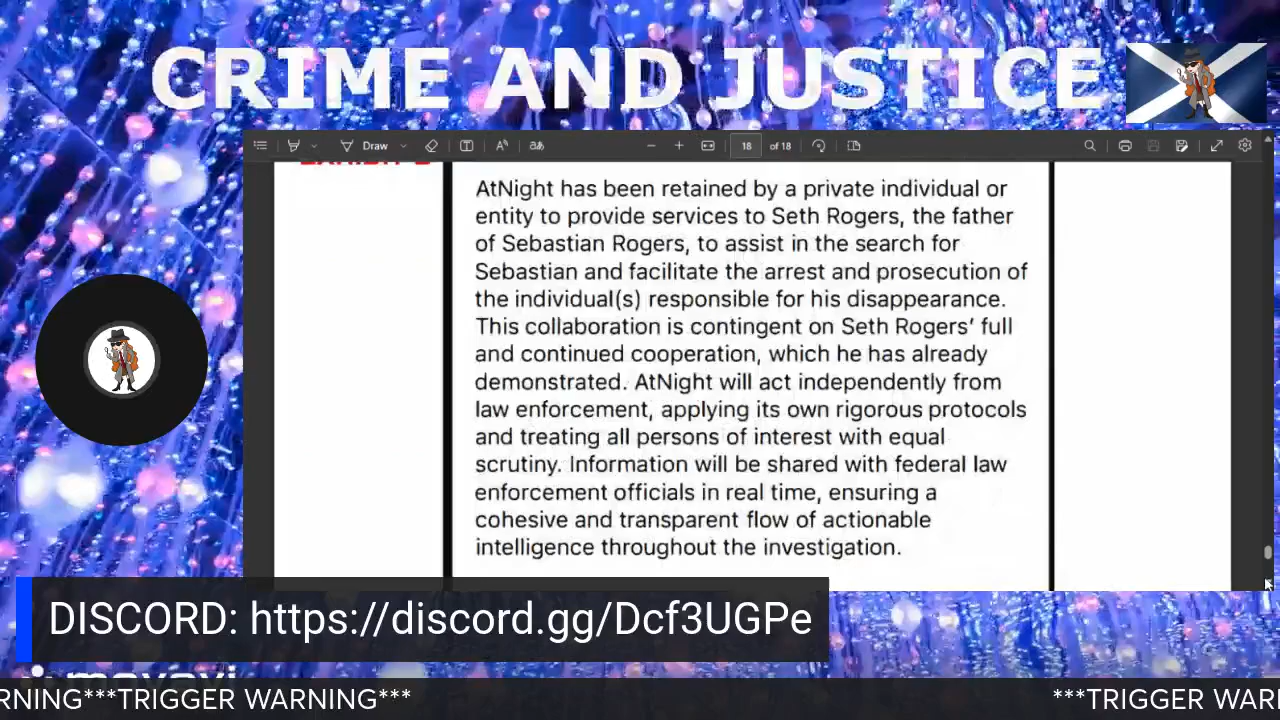 CRIME AND JUSTICE
Draw
18 of 18
AtNight has been retained by a private individual or
entity to provide services to Seth Rogers, the father
of Sebastian Rogers, to assist in the search for
Sebastian and facilitate the arrest and prosecution of
the individual(s) responsible for his disappearance.
This collaboration is contingent on Seth Rogers’ full
and continued cooperation, which he has already
demonstrated. AtNight will act independently from
law enforcement, applying its own rigorous protocols
and treating all persons of interest with equal
scrutiny. Information will be shared with federal law
enforcement officials in real time, ensuring a
cohesive and transparent flow of actionable
intelligence throughout the investigation.
DISCORD: https://discord.gg/Dcf3UGPe
RNING***TRIGGER WARNING*** ***TRIGGER WARI